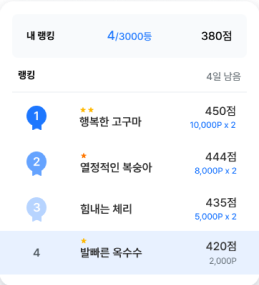 내 랭킹 4/3000등 380점
랭킹 4일 남음
1 행복한 고구마 450점
10,000P x 2
2 열정적인 복숭아 444점
8,000P x 2
3 힘내는 체리 435점
5,000P x 2
4 발빠른 옥수수 420점
2,000P